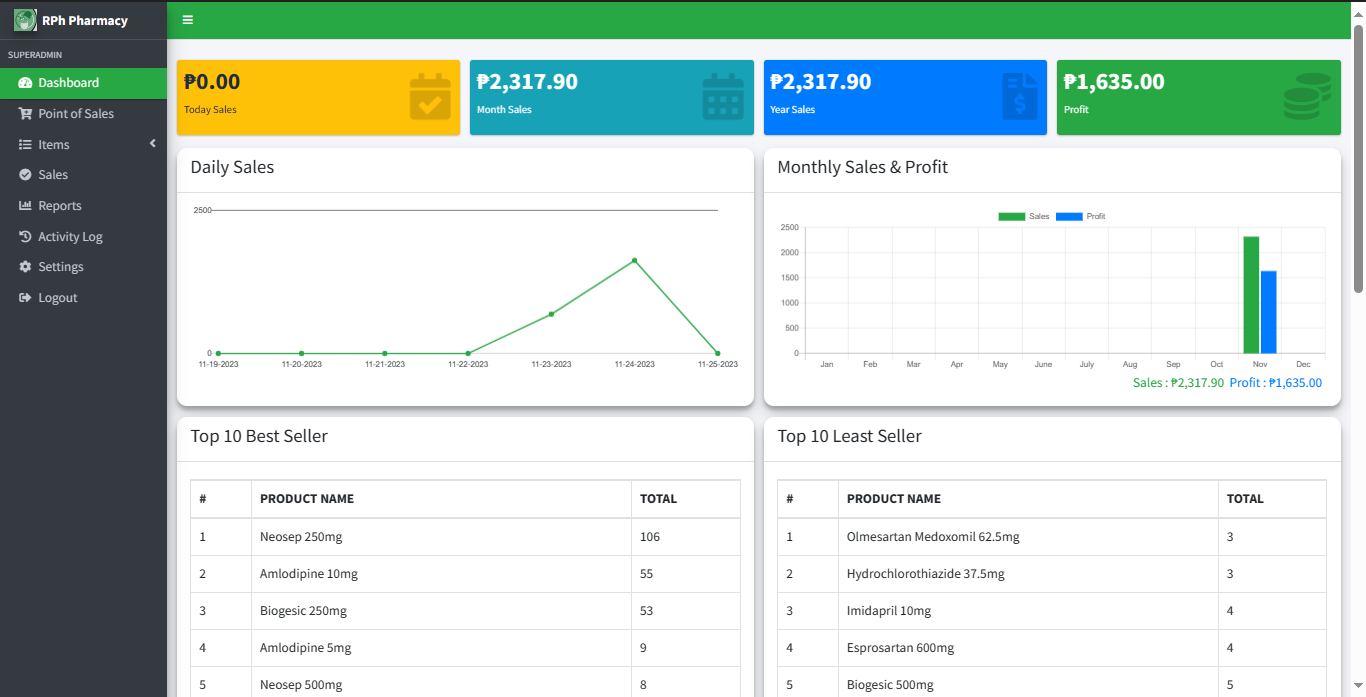 RPh Pharmacy
SUPERADMIN
Dashboard
Point of Sales
Items
Sales
Reports
Activity Log
Settings
Logout
₱0.00
Today Sales
₱2,317.90
Month Sales
₱2,317.90
Year Sales
₱1,635.00
Profit
Daily Sales
2500
0
11-19-2023 11-20-2023 11-21-2023 11-22-2023 11-23-2023 11-24-2023 11-25-2023
Monthly Sales & Profit
Sales Profit
2500
2000
1500
1000
500
0
Jan Feb Mar Apr May June July Aug Sep Oct Nov Dec
Sales : ₱2,317.90 Profit : ₱1,635.00
Top 10 Best Seller
# PRODUCT NAME TOTAL
1 Neosep 250mg 106
2 Amlodipine 10mg 55
3 Biogesic 250mg 53
4 Amlodipine 5mg 9
5 Neosep 500mg 8
Top 10 Least Seller
# PRODUCT NAME TOTAL
1 Olmesartan Medoxomil 62.5mg 3
2 Hydrochlorothiazide 37.5mg 3
3 Imidapril 10mg 4
4 Esprosartan 600mg 4
5 Biogesic 500mg 5